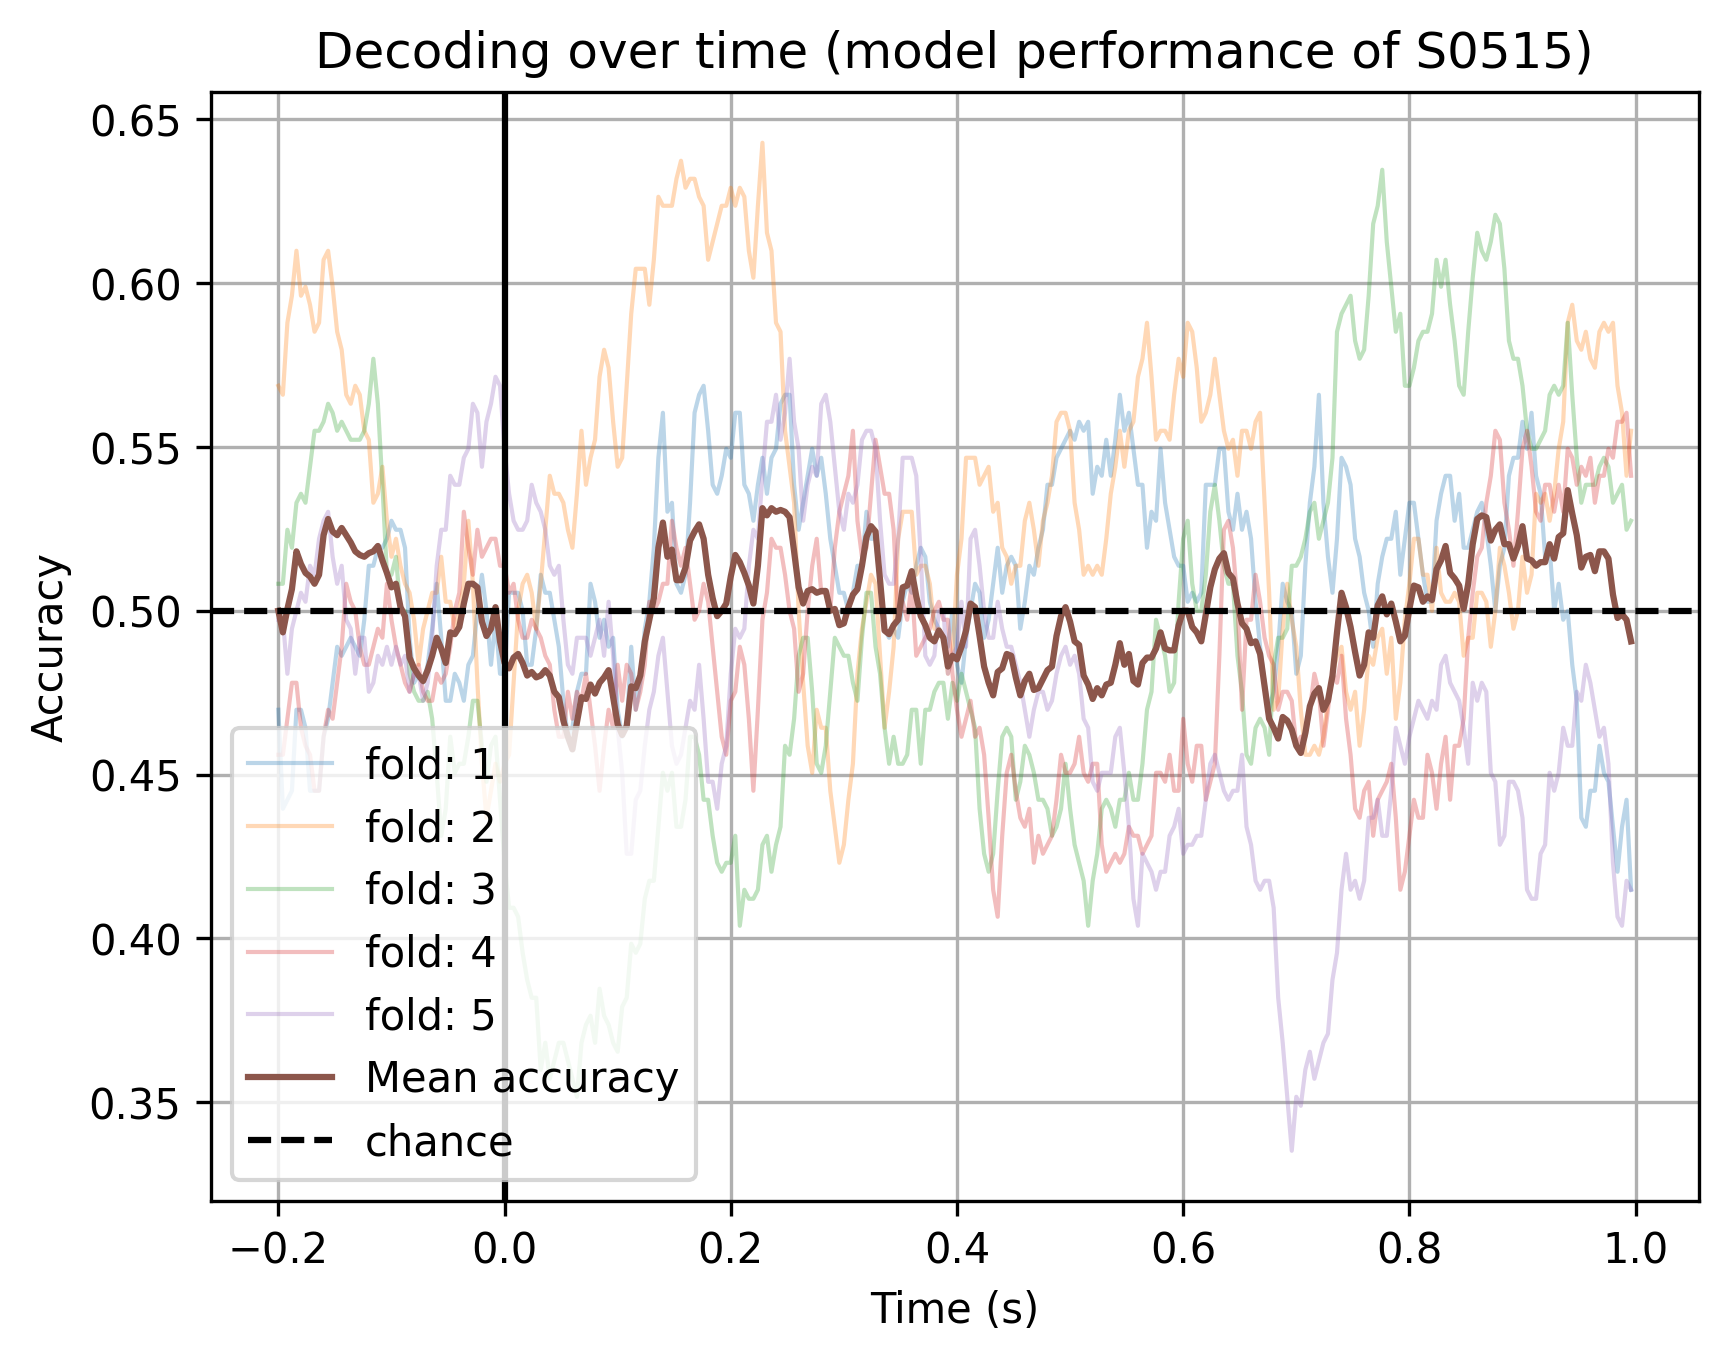 Decoding over time (model performance of S0515)
Accuracy
0.65
0.60
0.55
0.50
0.45
0.40
0.35
fold: 1
fold: 2
fold: 3
fold: 4
fold: 5
Mean accuracy
chance
−0.2 0.0 0.2 0.4 0.6 0.8 1.0
Time (s)